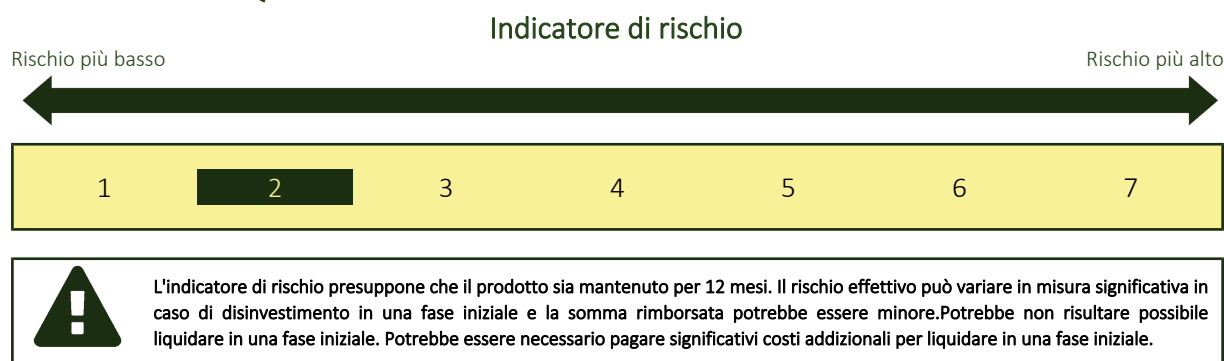 Indicatore di rischio
Rischio più basso
Rischio più alto
1 2 3 4 5 6 7
L'indicatore di rischio presuppone che il prodotto sia mantenuto per 12 mesi. Il rischio effettivo può variare in misura significativa in
caso di disinvestimento in una fase iniziale e la somma rimborsata potrebbe essere minore.Potrebbe non risultare possibile
liquidare in una fase iniziale. Potrebbe essere necessario pagare significativi costi addizionali per liquidare in una fase iniziale.